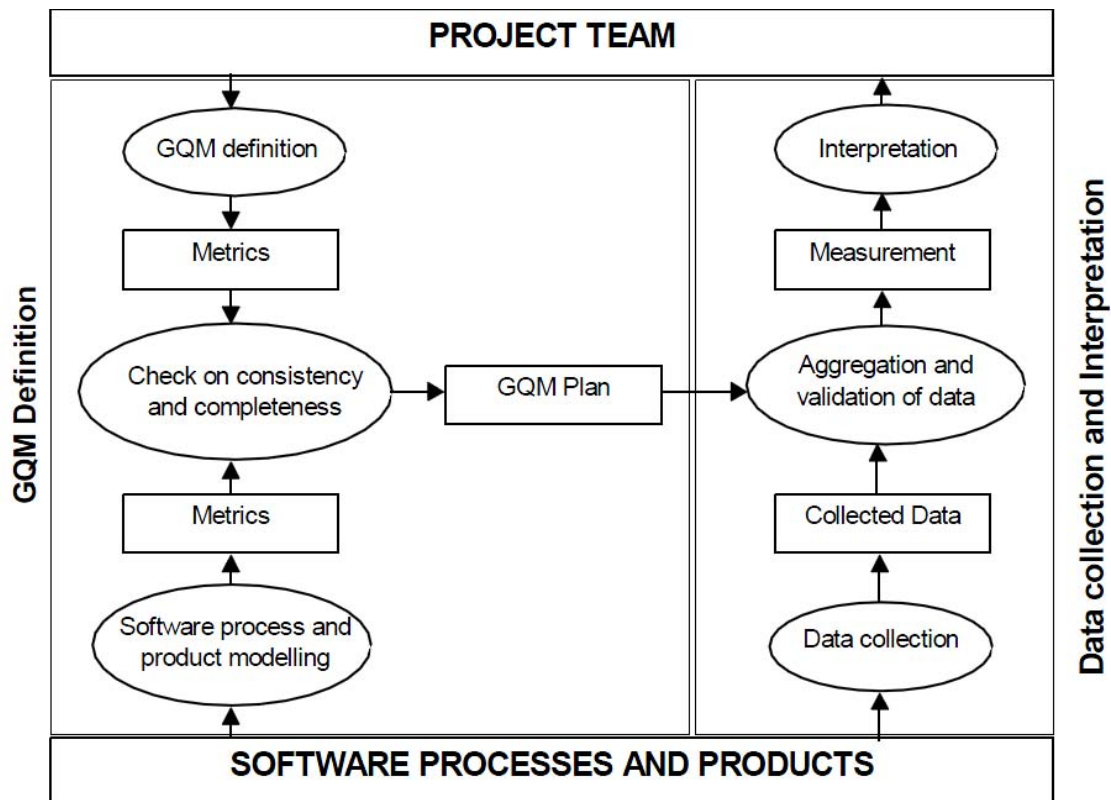 PROJECT TEAM
GQM Definition
GQM definition
Metrics
Check on consistency
and completeness
Metrics
Software process and
product modelling
GQM Plan
Interpretation
Measurement
Aggregation and
validation of data
Collected Data
Data collection
Data collection and Interpretation
SOFTWARE PROCESSES AND PRODUCTS